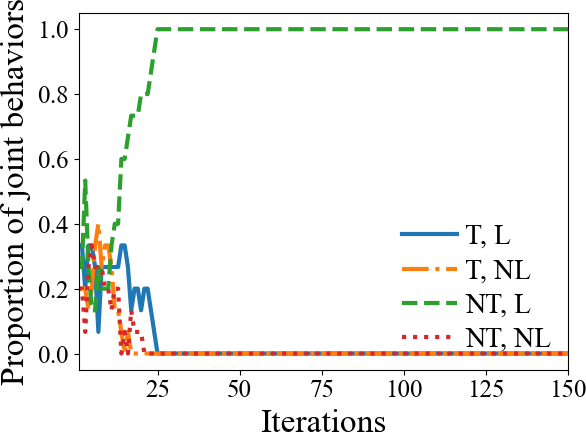 Proportion of joint behaviors
1.0
0.8
0.6
0.4
0.2
0.0
T, L
T, NL
NT, L
NT, NL
25 50 75 100 125 150
Iterations